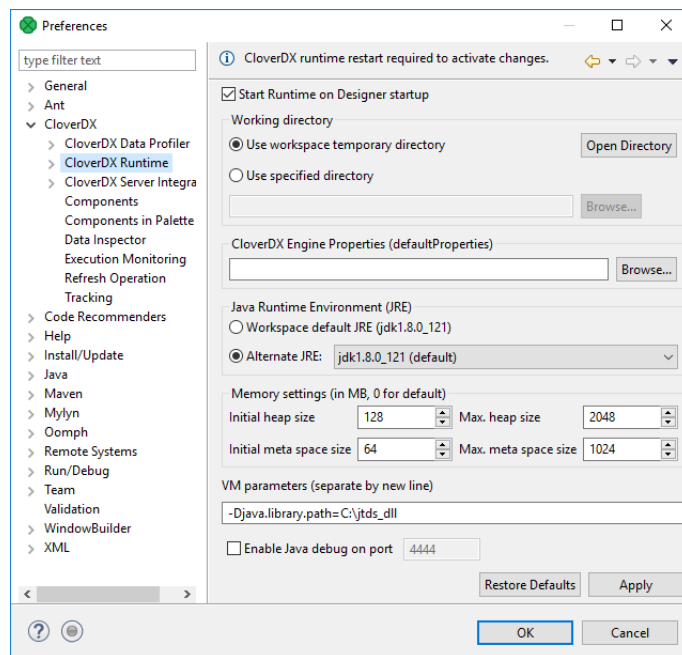 Preferences
type filter text
General
Ant
CloverDX
CloverDX Data Profiler
CloverDX Runtime
CloverDX Server Integra
Components
Components in Palette
Data Inspector
Execution Monitoring
Refresh Operation
Tracking
Code Recommenders
Help
Install/Update
Java
Maven
Mylyn
Oomph
Remote Systems
Run/Debug
Team
Validation
WindowBuilder
XML
CloverDX runtime restart required to activate changes.
Start Runtime on Designer startup
Working directory
Use workspace temporary directory Open Directory
Use specified directory
Browse...
CloverDX Engine Properties (defaultProperties)
Browse...
Java Runtime Environment (JRE)
Workspace default JRE (jdk1.8.0_121)
Alternate JRE: jdk1.8.0_121 (default)
Memory settings (in MB, 0 for default)
Initial heap size 128 Max. heap size 2048
Initial meta space size 64 Max. meta space size 1024
VM parameters (separate by new line)
-Djava.library.path=C:\jtds_dll
Enable Java debug on port 4444
Restore Defaults Apply
? OK Cancel